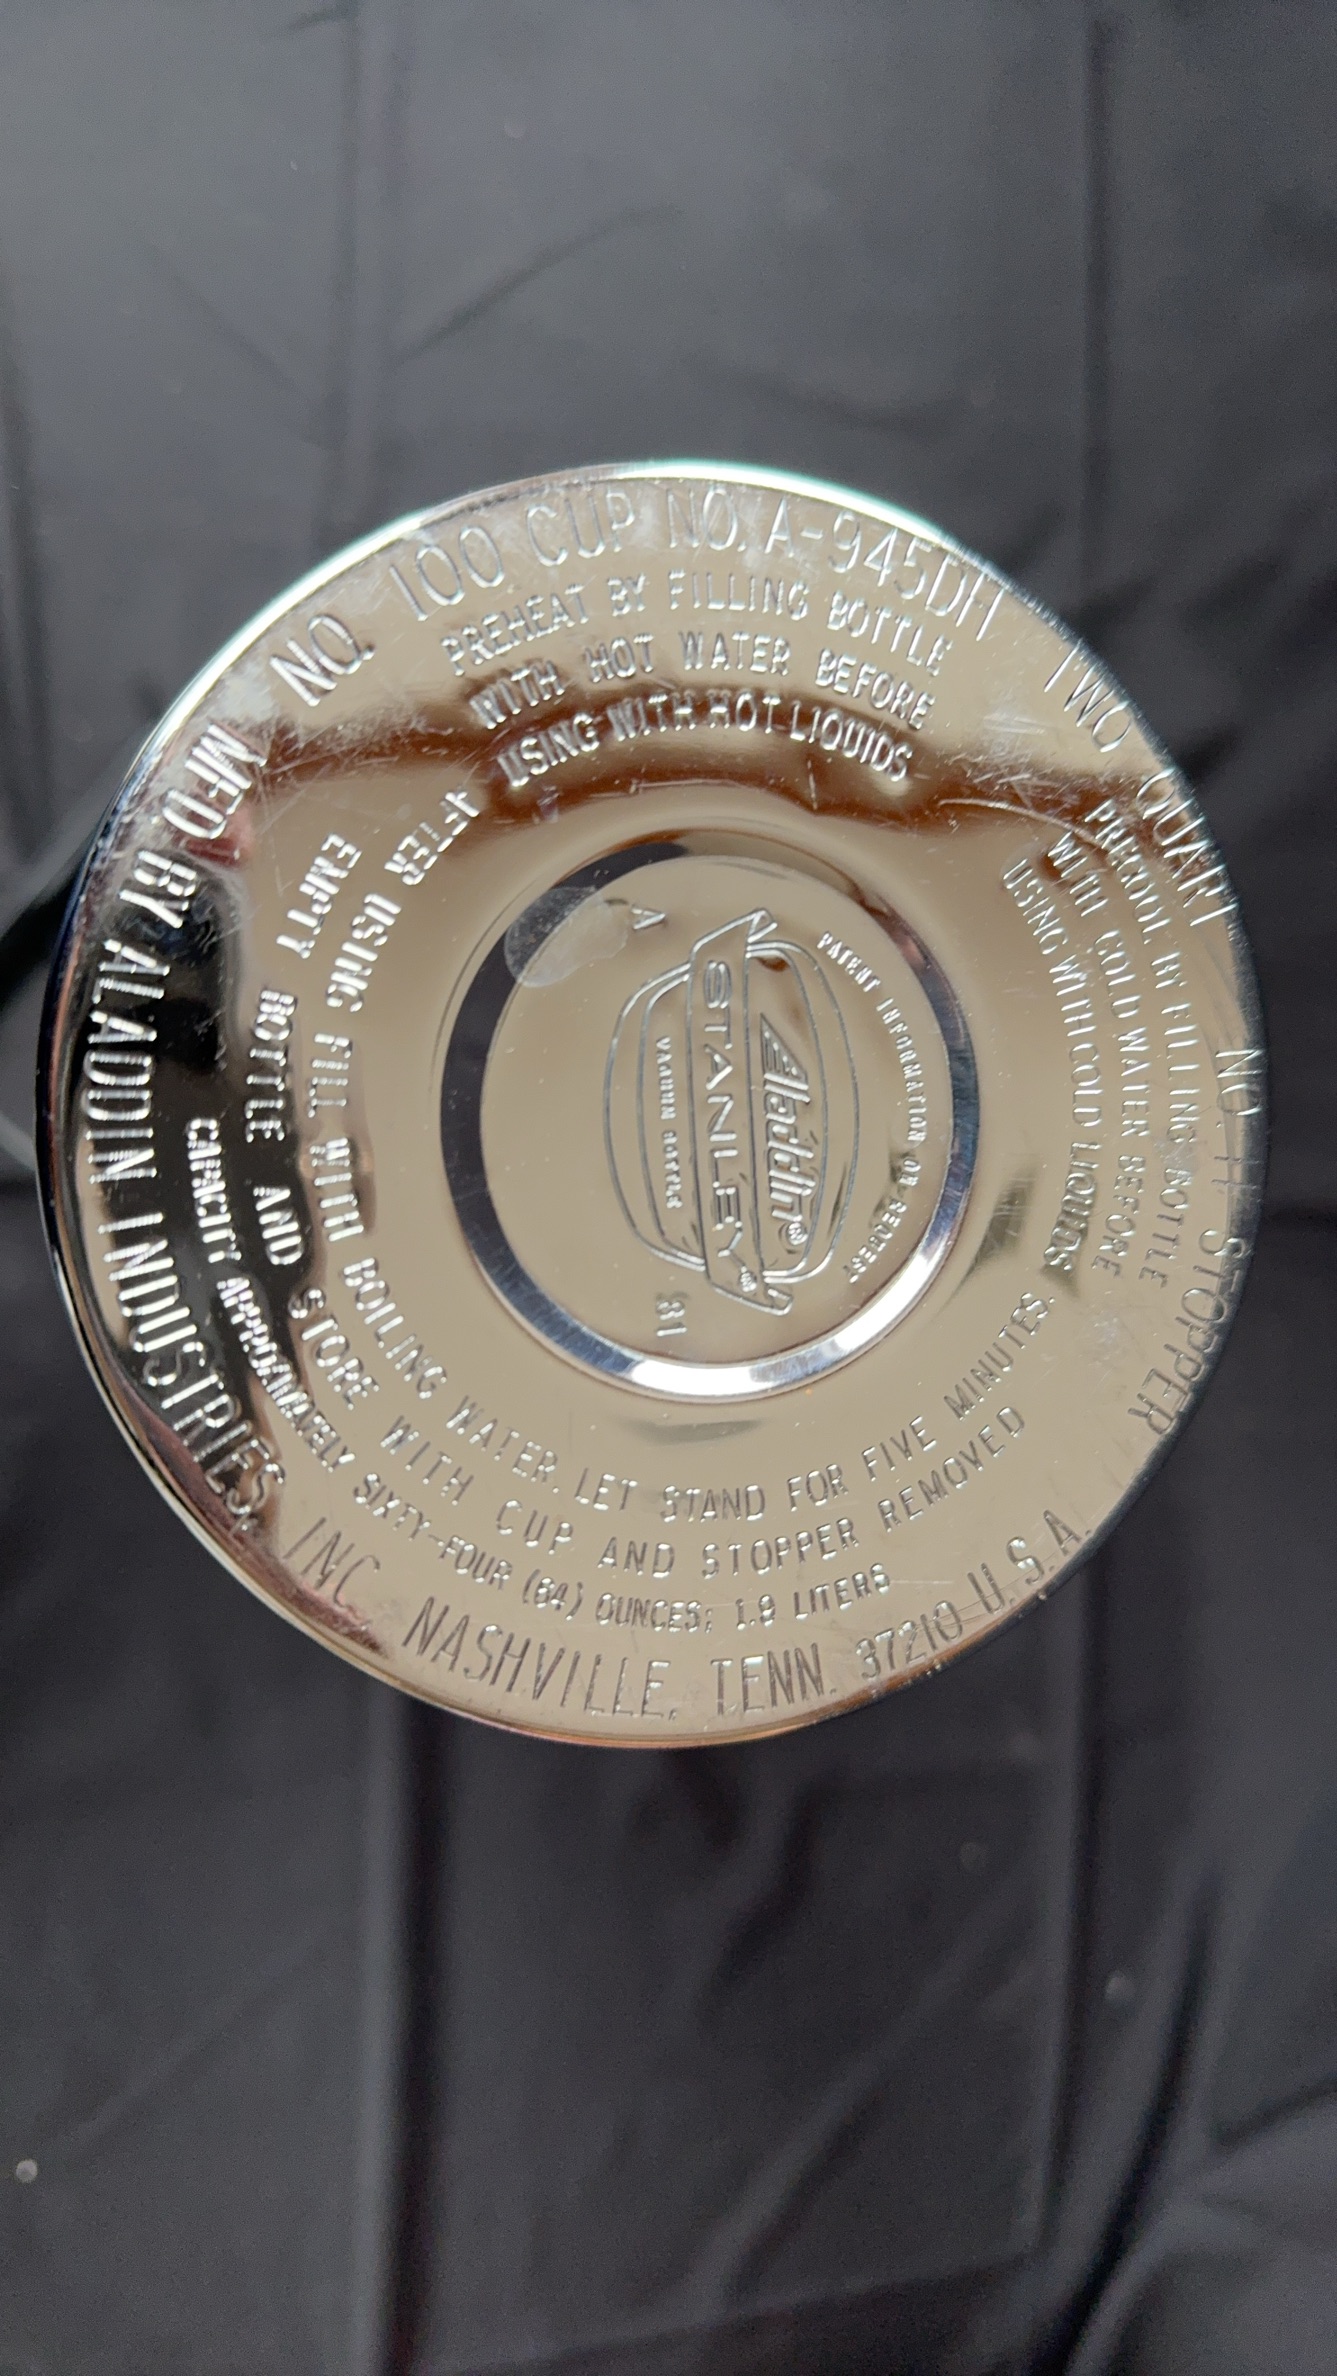 NO. 100 CUP NO. A-945DH TWO QUART NO. 11 STOPPER
MFD BY ALADDIN INDUSTRIES, INC. NASHVILLE, TENN. 37210 U.S.A.
PREHEAT BY FILLING BOTTLE
WITH HOT WATER BEFORE
USING WITH HOT LIQUIDS
PRECOOL BY FILLING BOTTLE
WITH COLD WATER BEFORE
USING WITH COLD LIQUIDS
AFTER USING FILL WITH BOILING WATER. LET STAND FOR FIVE MINUTES.
EMPTY BOTTLE AND STORE WITH CUP AND STOPPER REMOVED
CAPACITY APPROXIMATELY SIXTY-FOUR (64) OUNCES; 1.9 LITERS
PATENT INFORMATION ON REQUEST
Aladdin®
STANLEY®
VACUUM BOTTLE
A
81